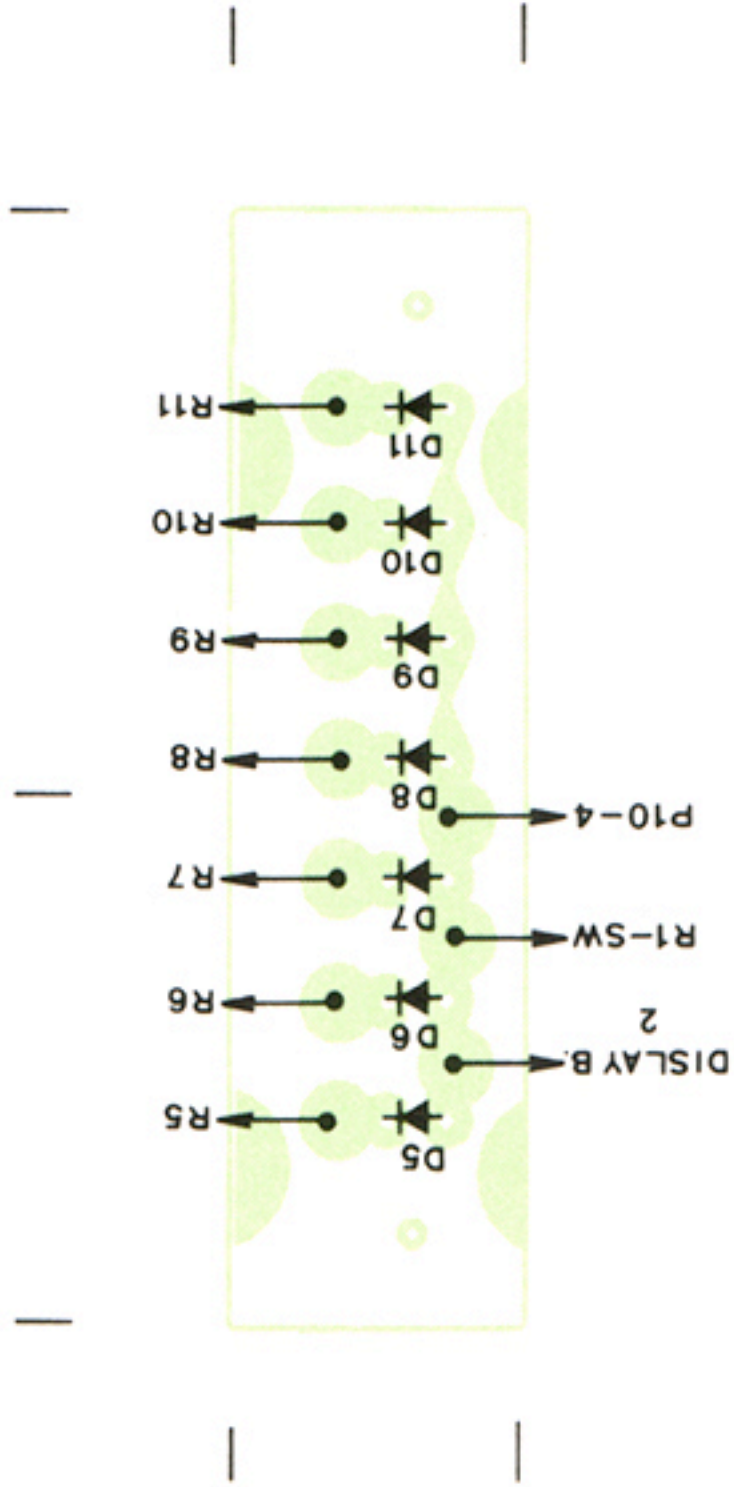 D5
R5
DISLAY B.
2
D6
R6
R1-SW
D7
R7
P10-4
D8
R8
D9
R9
D10
R10
D11
R11